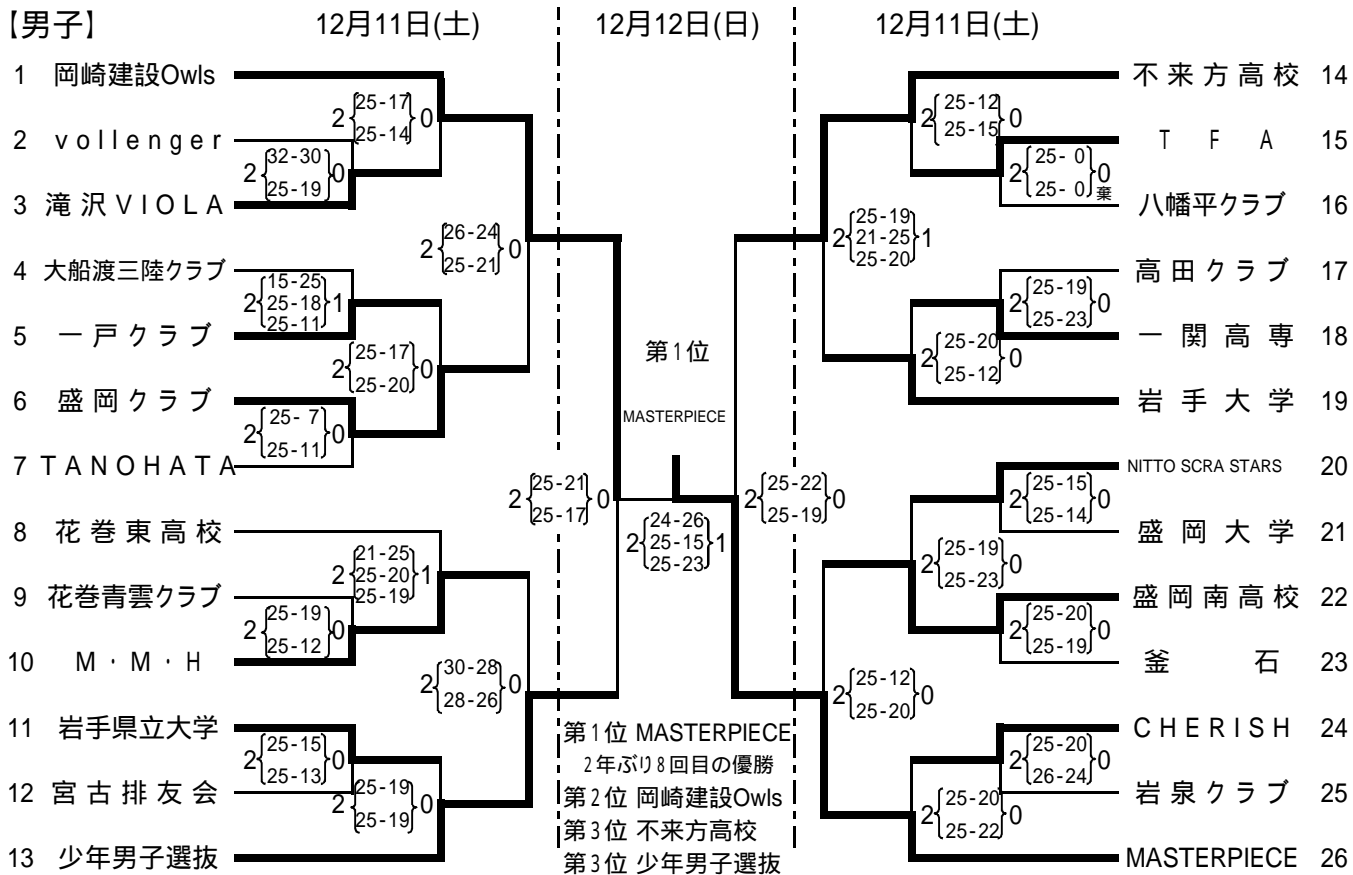 【男子】 12月11日(土) 12月12日(日) 12月11日(土)
1 岡崎建設Owls
2 vollenger
3 滝沢VIOLA
4 大船渡三陸クラブ
5 一戸クラブ
6 盛岡クラブ
7 TANOHATA
8 花巻東高校
9 花巻青雲クラブ
10 M・M・H
11 岩手県立大学
12 宮古排友会
13 少年男子選抜
2 25-17 0
25-14
2 32-30 0
25-19
2 26-24 0
25-21
2 15-25 1
25-18
25-11
2 25-17 0
25-20
2 25- 7 0
25-11
2 25-21 0
25-17
2 21-25 1
25-20
25-19
2 25-19 0
25-12
2 30-28 0
28-26
2 25-15 0
25-13
2 25-19 0
25-19
第1位
MASTERPIECE
2 24-26 1
25-15
25-23
第1位 MASTERPIECE
2年ぶり8回目の優勝
第2位 岡崎建設Owls
第3位 不来方高校
第3位 少年男子選抜
2 25-12 0
25-15
2 25- 0 0
25- 0 棄
2 25-19 1
21-25
25-20
2 25-19 0
25-23
2 25-20 0
25-12
2 25-22 0
25-19
2 25-15 0
25-14
2 25-19 0
25-23
2 25-20 0
25-19
2 25-12 0
25-20
2 25-20 0
26-24
2 25-20 0
25-22
不来方高校 14
TFA 15
八幡平クラブ 16
高田クラブ 17
一関高専 18
岩手大学 19
NITTO SCRA STARS 20
盛岡大学 21
盛岡南高校 22
釜石 23
CHERISH 24
岩泉クラブ 25
MASTERPIECE 26